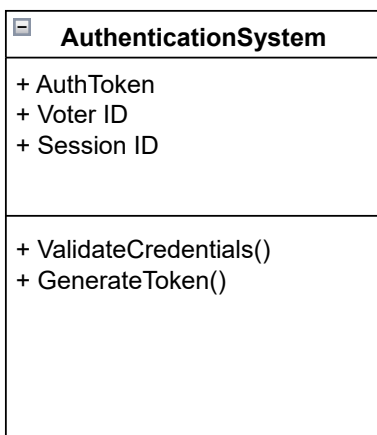 AuthenticationSystem
+ AuthToken
+ Voter ID
+ Session ID
+ ValidateCredentials()
+ GenerateToken()